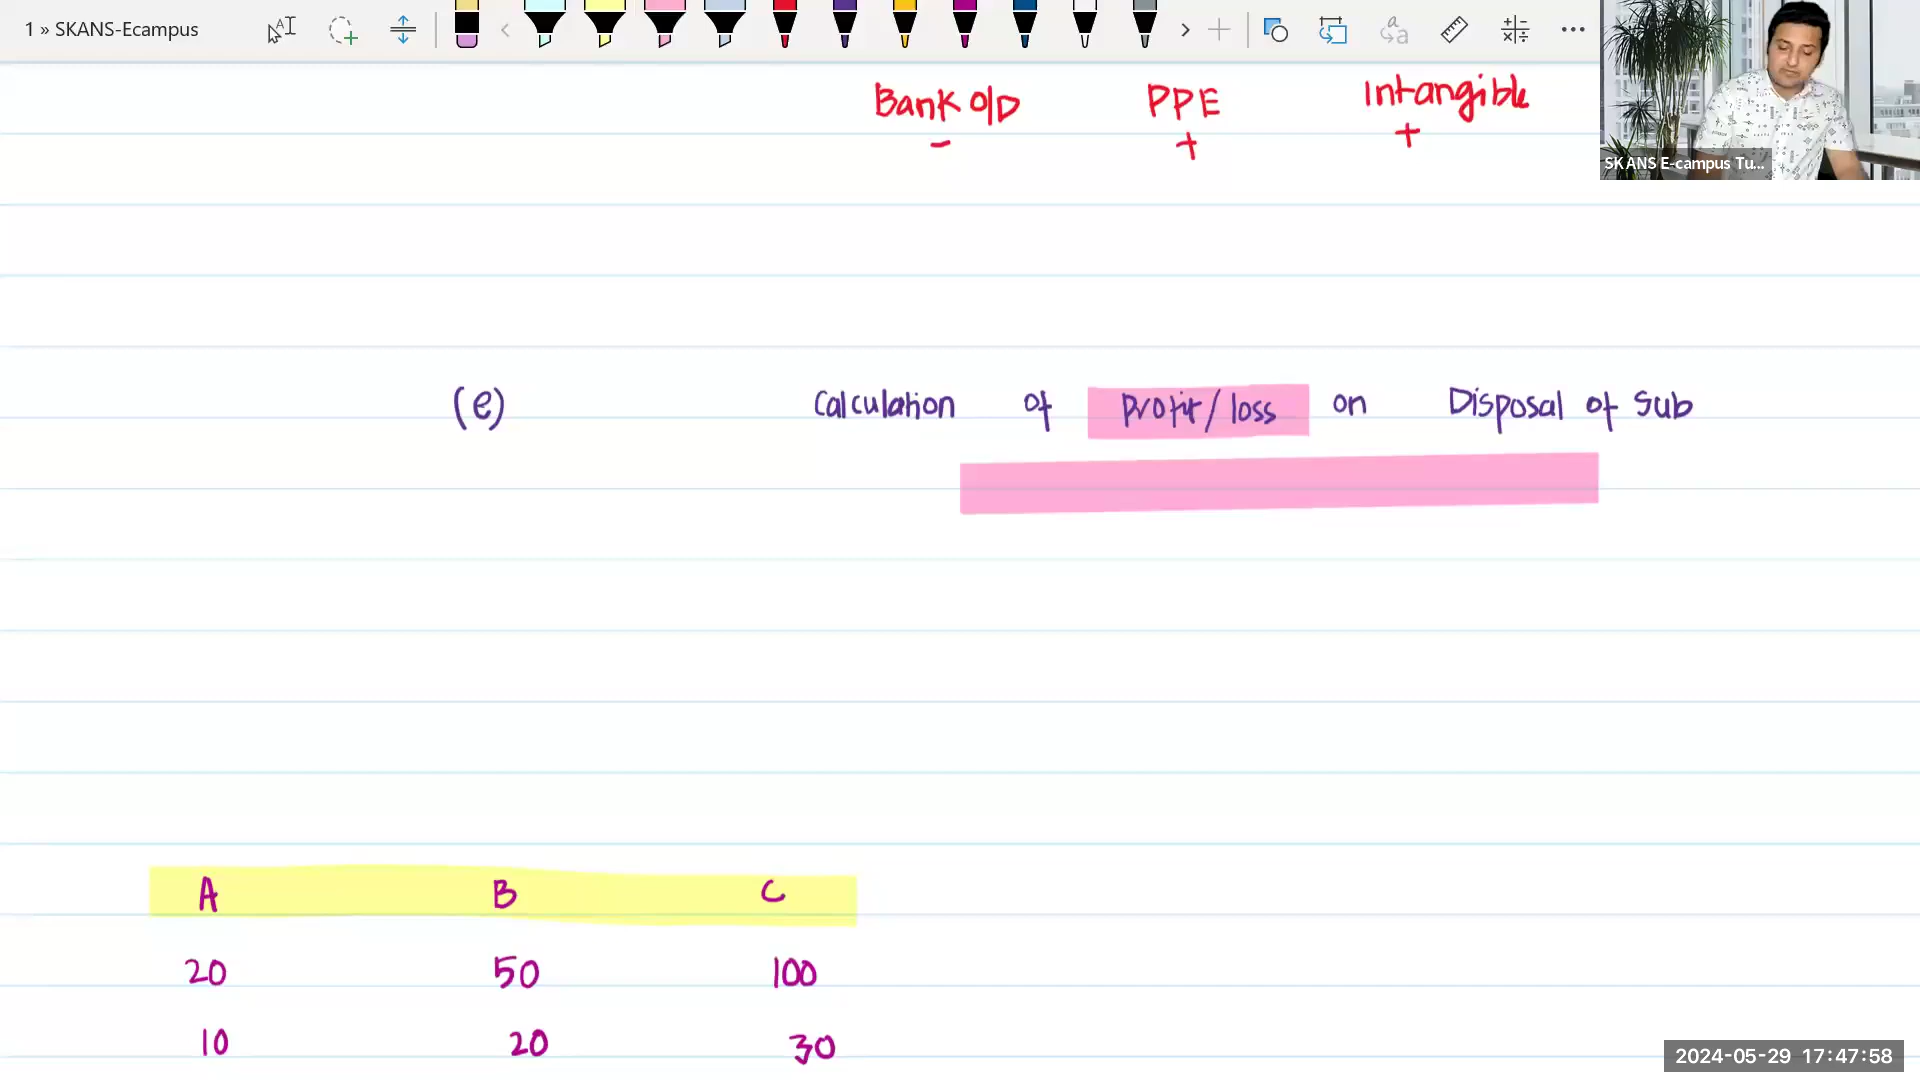 1 » SKANS-Ecampus
Bank O/D PPE Intangible
- + +
SKANS E-campus Tu...
(e) Calculation of Profit/loss on Disposal of Sub
A B C
20 50 100
10 20 30
2024-05-29 17:47:58